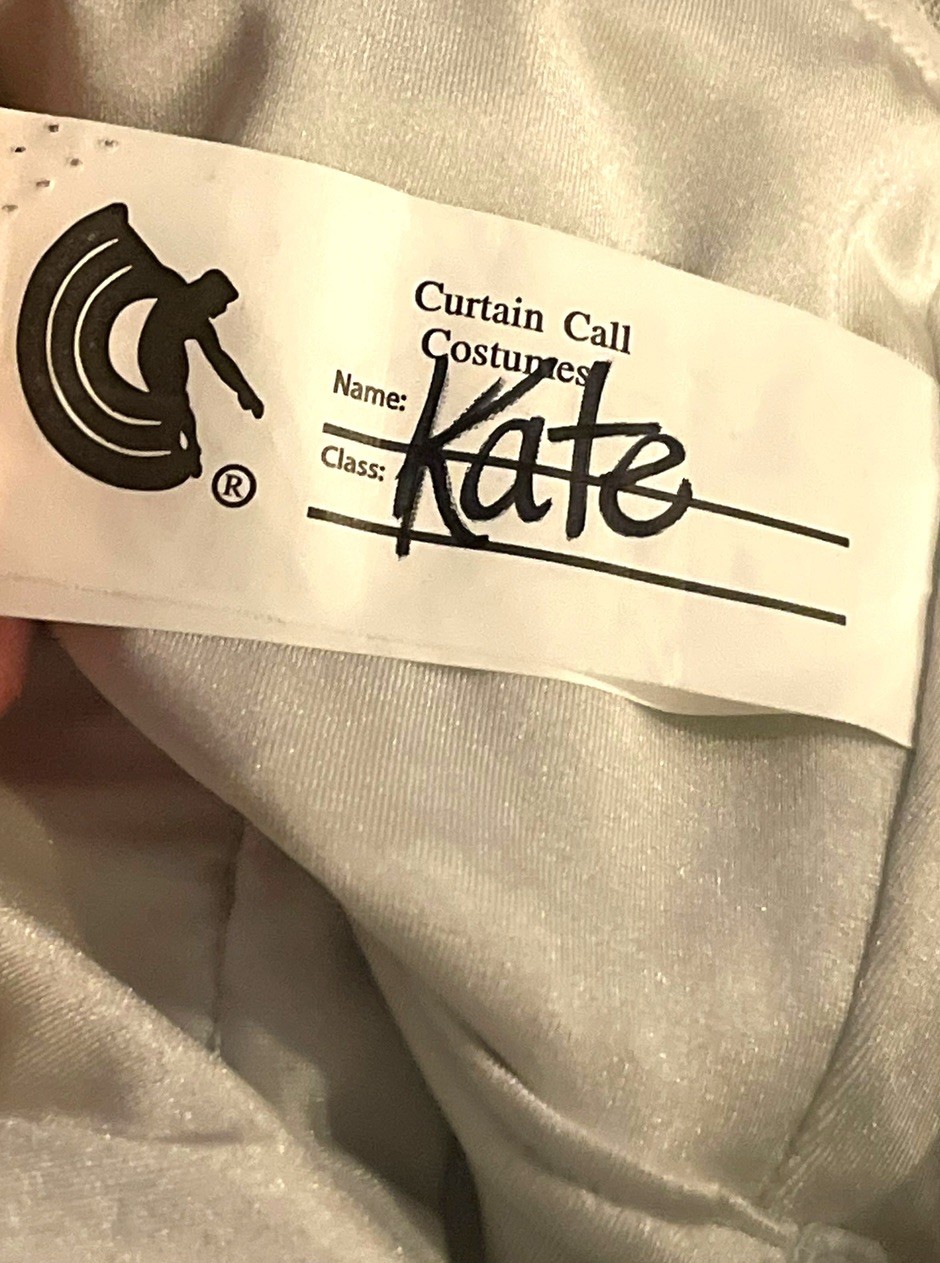 Curtain Call
Costumes
Name: Kate
Class:
®